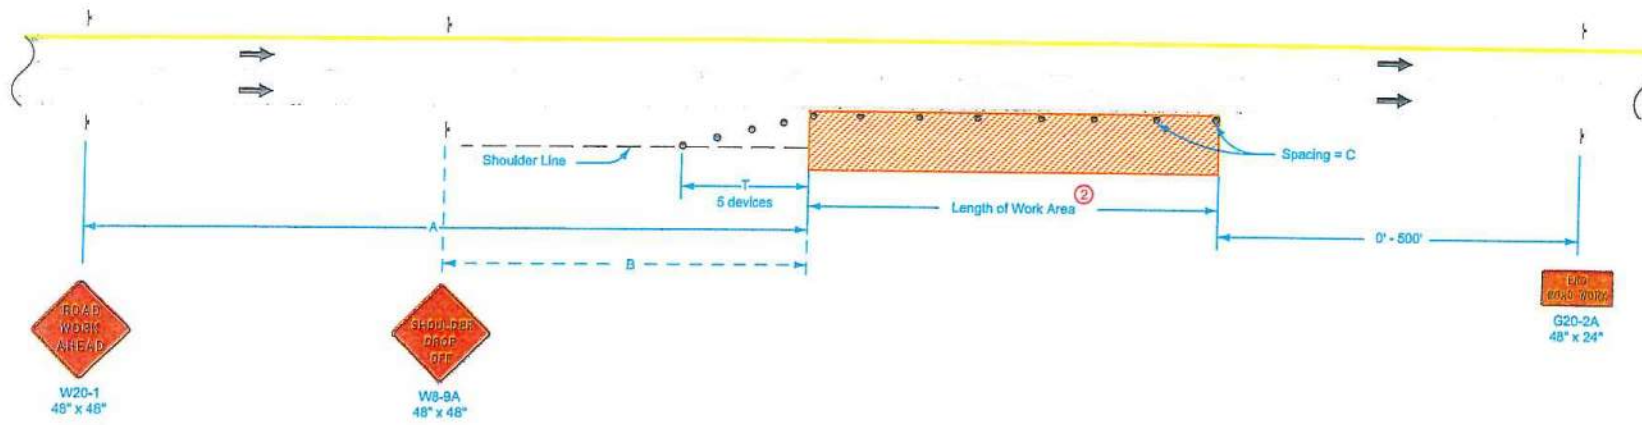 Shoulder Line
Spacing = C
T
5 devices
Length of Work Area ②
A
0' - 500'
B
ROAD
WORK
AHEAD
SHOULDER
DROP
OFF
END
ROAD WORK
W20-1
48" x 48"
W8-9A
48" x 48"
G20-2A
48" x 24"